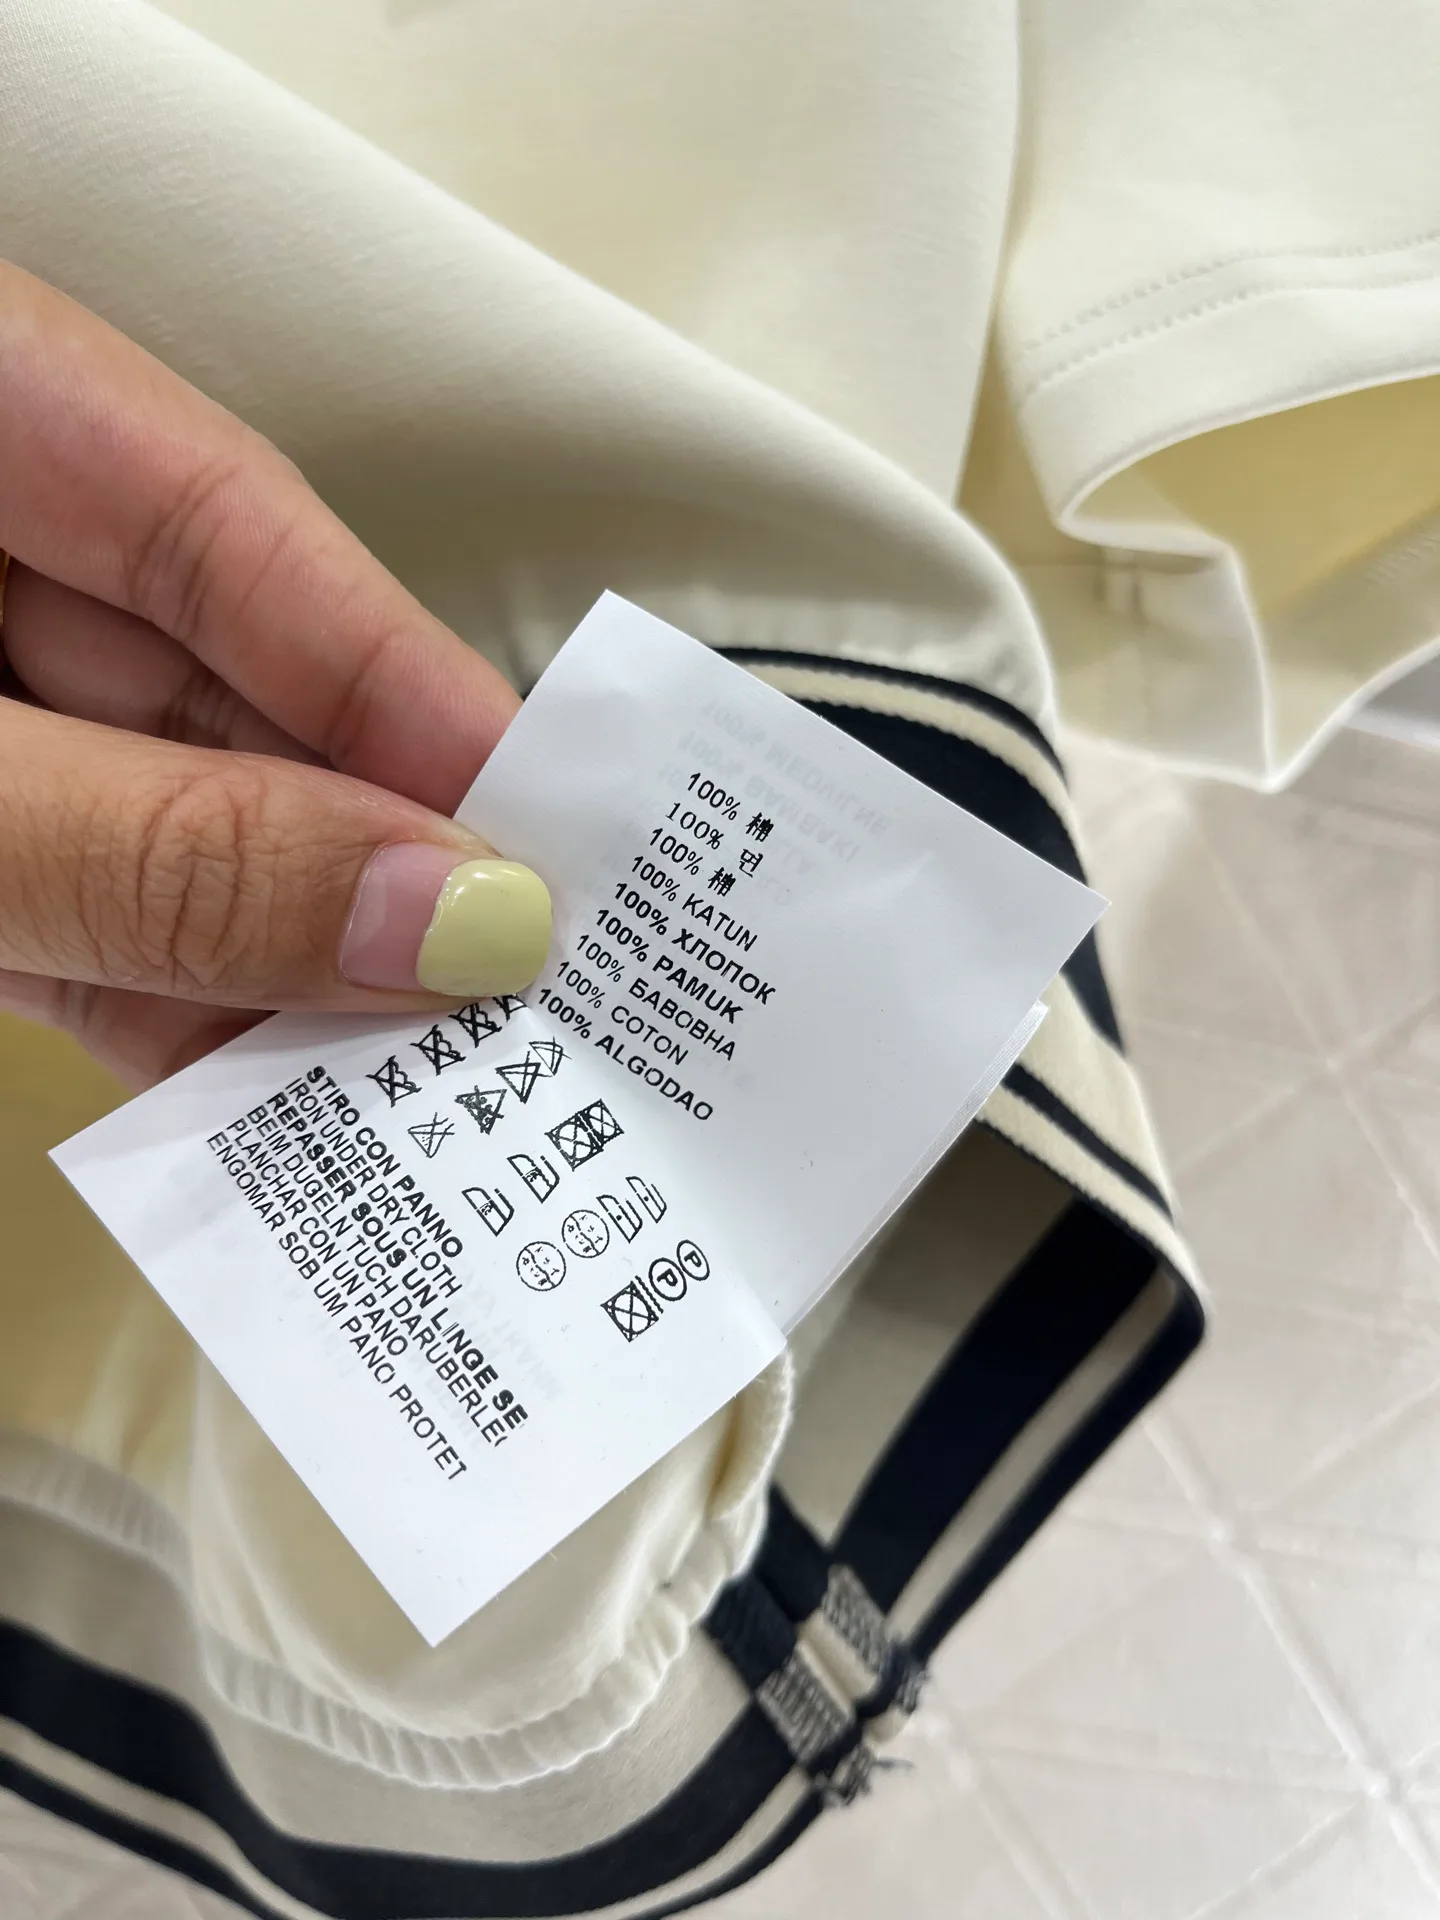 100% 棉
100% 면
100% 棉
100% KATUN
100% ХЛОПОК
100% PAMUK
100% БАВОВНА
100% COTON
100% ALGODAO
STIRO CON PANNO
IRON UNDER DRY CLOTH
REPASSER SOUS UN LINGE SE
BEIM DUGELN TUCH DARUBERLE
PLANCHAR CON UN PANO
ENGOMAR SOB UM PANO PROTET
P
P